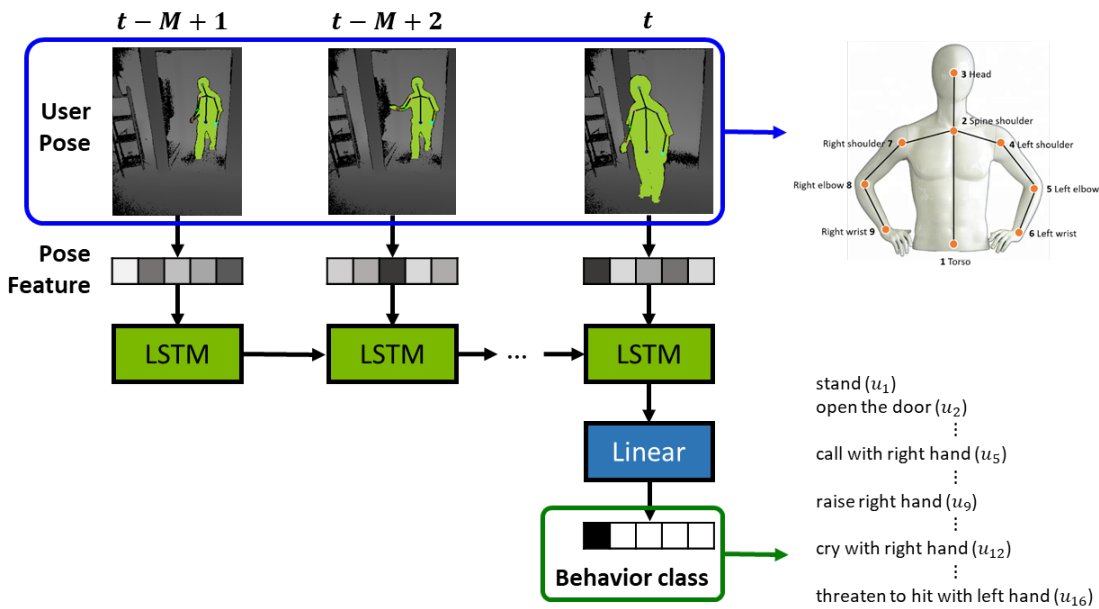 t − M + 1
t − M + 2
t
User
Pose
3 Head
2 Spine shoulder
Right shoulder 7
4 Left shoulder
Right elbow 8
5 Left elbow
Right wrist 9
6 Left wrist
1 Torso
Pose
Feature
LSTM
LSTM
...
LSTM
Linear
Behavior class
stand (u₁)
open the door (u₂)
⋮
call with right hand (u₅)
⋮
raise right hand (u₉)
⋮
cry with right hand (u₁₂)
⋮
threaten to hit with left hand (u₁₆)